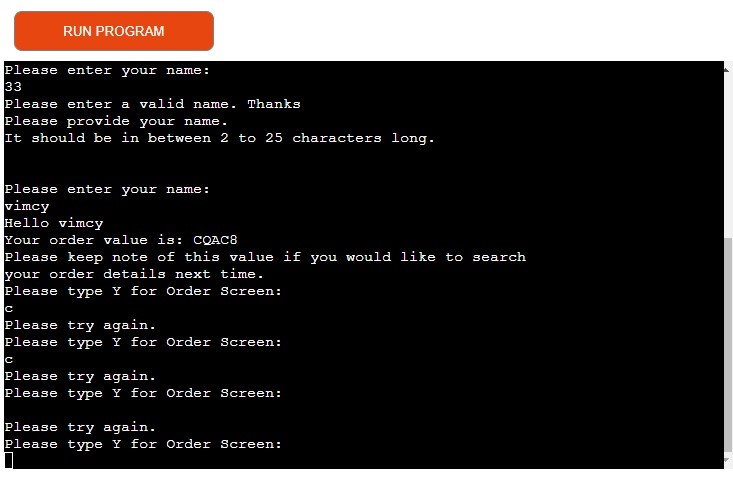 RUN PROGRAM
Please enter your name:
33
Please enter a valid name. Thanks
Please provide your name.
It should be in between 2 to 25 characters long.
Please enter your name:
vimcy
Hello vimcy
Your order value is: CQAC8
Please keep note of this value if you would like to search
your order details next time.
Please type Y for Order Screen:
c
Please try again.
Please type Y for Order Screen:
c
Please try again.
Please type Y for Order Screen:
Please try again.
Please type Y for Order Screen: